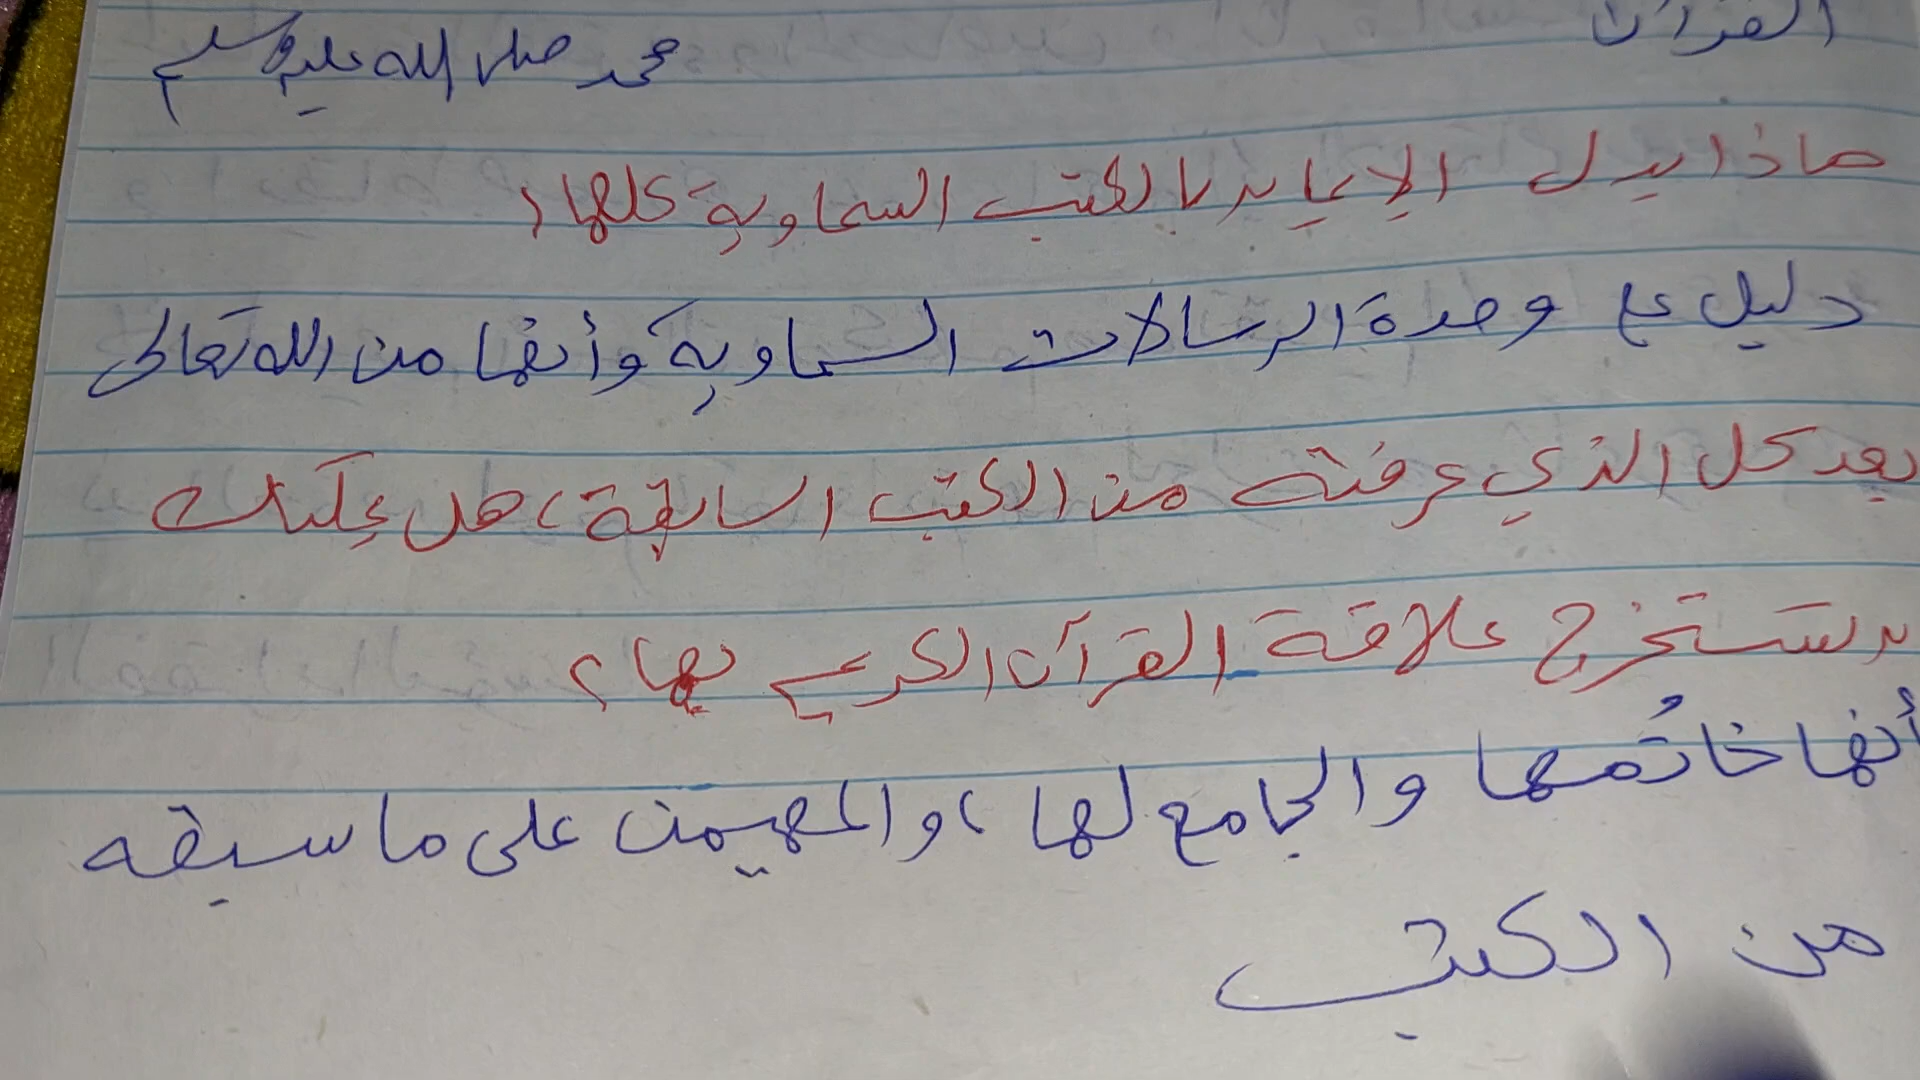 القرآن محمد صلى الله عليه وسلم
ماذا يدل الإيمان بالكتب السماوية كلها؟
دليل على وحدة الرسالات السماوية وأنها من الله تعالى
بعد كل الذي عرفته من الكتب السابقة، هل يمكنك
نستخرج علاقة القرآن الكريم بها؟
أنها خاتمها والجامع لها، والمهيمن على ما سبقه
من الكتب